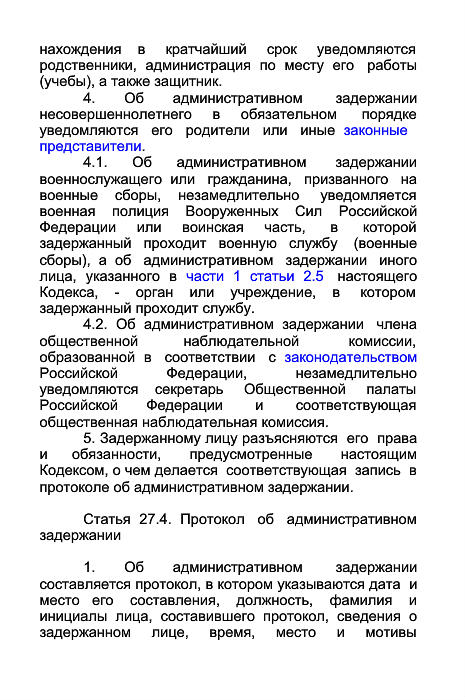 нахождения в кратчайший срок уведомляются
родственники, администрация по месту его работы
(учебы), а также защитник.
4. Об административном задержании
несовершеннолетнего в обязательном порядке
уведомляются его родители или иные законные
представители.
4.1. Об административном задержании
военнослужащего или гражданина, призванного на
военные сборы, незамедлительно уведомляется
военная полиция Вооруженных Сил Российской
Федерации или воинская часть, в которой
задержанный проходит военную службу (военные
сборы), а об административном задержании иного
лица, указанного в части 1 статьи 2.5 настоящего
Кодекса, - орган или учреждение, в котором
задержанный проходит службу.
4.2. Об административном задержании члена
общественной наблюдательной комиссии,
образованной в соответствии с законодательством
Российской Федерации, незамедлительно
уведомляются секретарь Общественной палаты
Российской Федерации и соответствующая
общественная наблюдательная комиссия.
5. Задержанному лицу разъясняются его права
и обязанности, предусмотренные настоящим
Кодексом, о чем делается соответствующая запись в
протоколе об административном задержании.
Статья 27.4. Протокол об административном
задержании
1. Об административном задержании
составляется протокол, в котором указываются дата и
место его составления, должность, фамилия и
инициалы лица, составившего протокол, сведения о
задержанном лице, время, место и мотивы